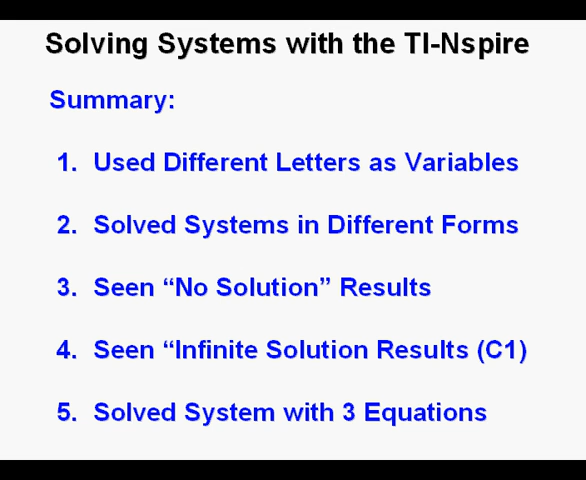 Solving Systems with the TI-Nspire
Summary:
1. Used Different Letters as Variables
2. Solved Systems in Different Forms
3. Seen “No Solution” Results
4. Seen “Infinite Solution Results (C1)
5. Solved System with 3 Equations